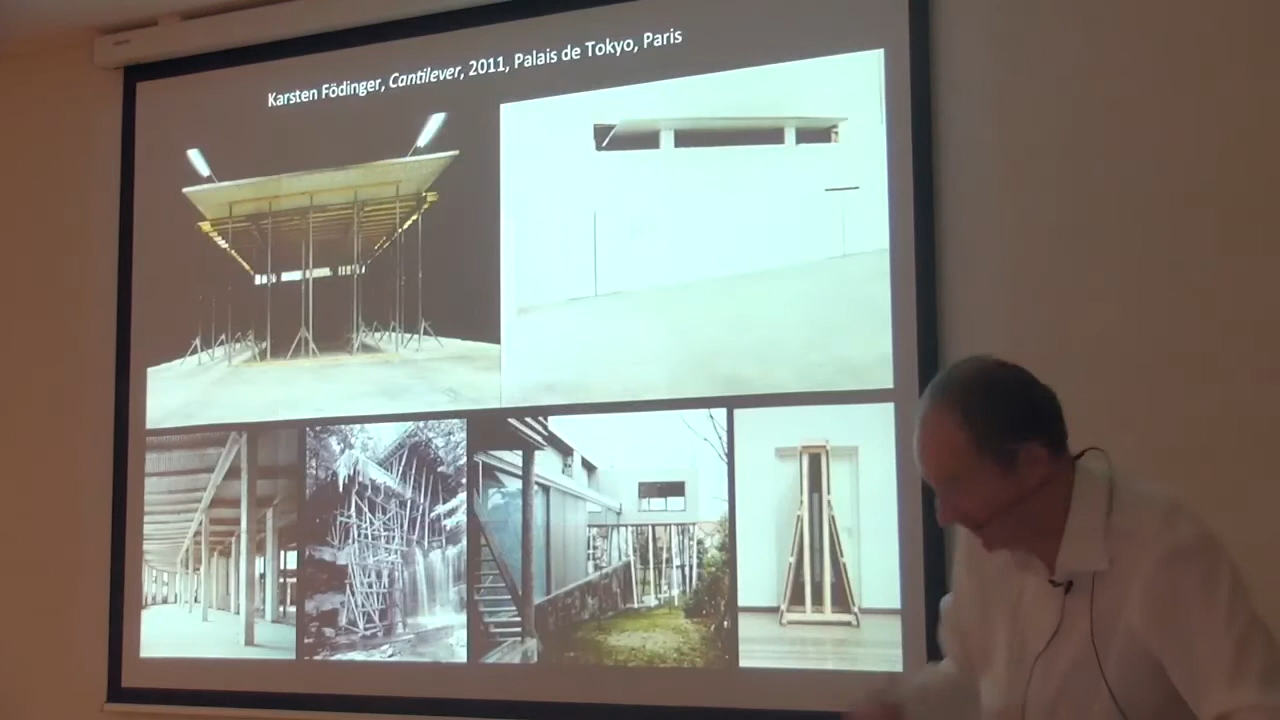 Karsten Födinger, Cantilever, 2011, Palais de Tokyo, Paris